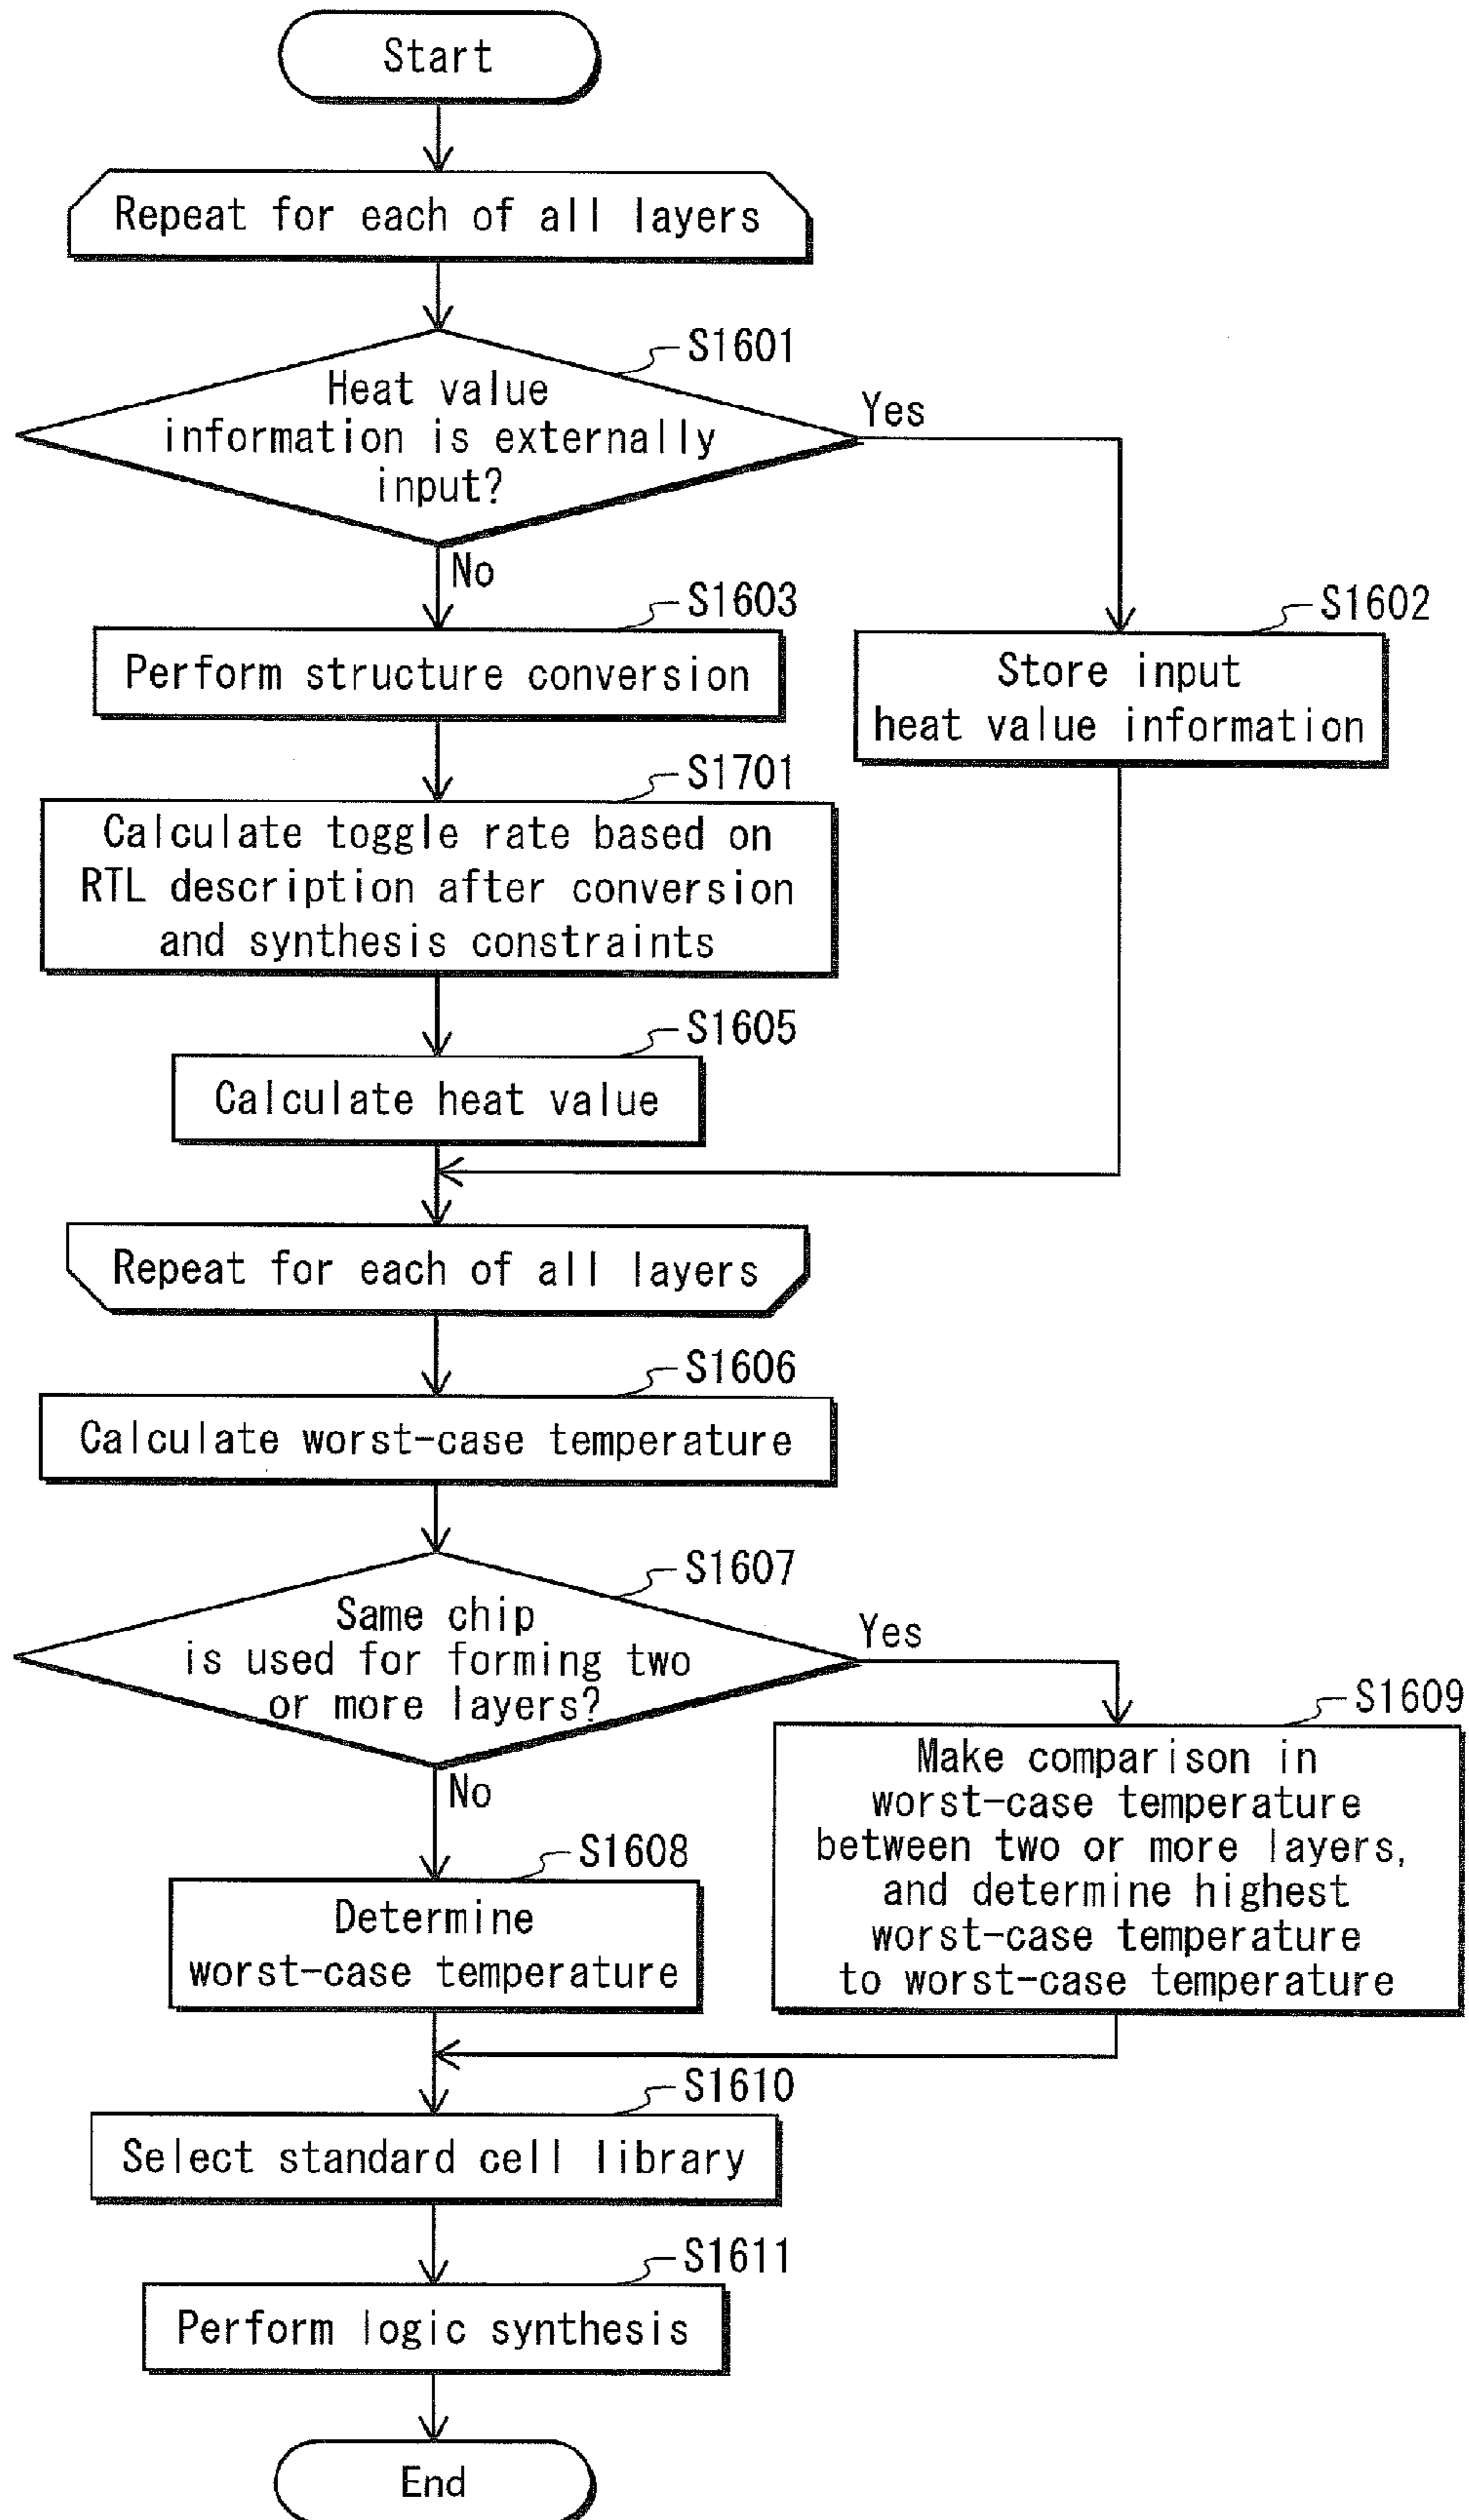 Start
Repeat for each of all layers
S1601
Heat value
information is externally
input?
Yes
No
S1603
Perform structure conversion
S1602
Store input
heat value information
S1701
Calculate toggle rate based on
RTL description after conversion
and synthesis constraints
S1605
Calculate heat value
Repeat for each of all layers
S1606
Calculate worst-case temperature
S1607
Same chip
is used for forming two
or more layers?
Yes
No
S1609
Make comparison in
worst-case temperature
between two or more layers,
and determine highest
worst-case temperature
to worst-case temperature
S1608
Determine
worst-case temperature
S1610
Select standard cell library
S1611
Perform logic synthesis
End